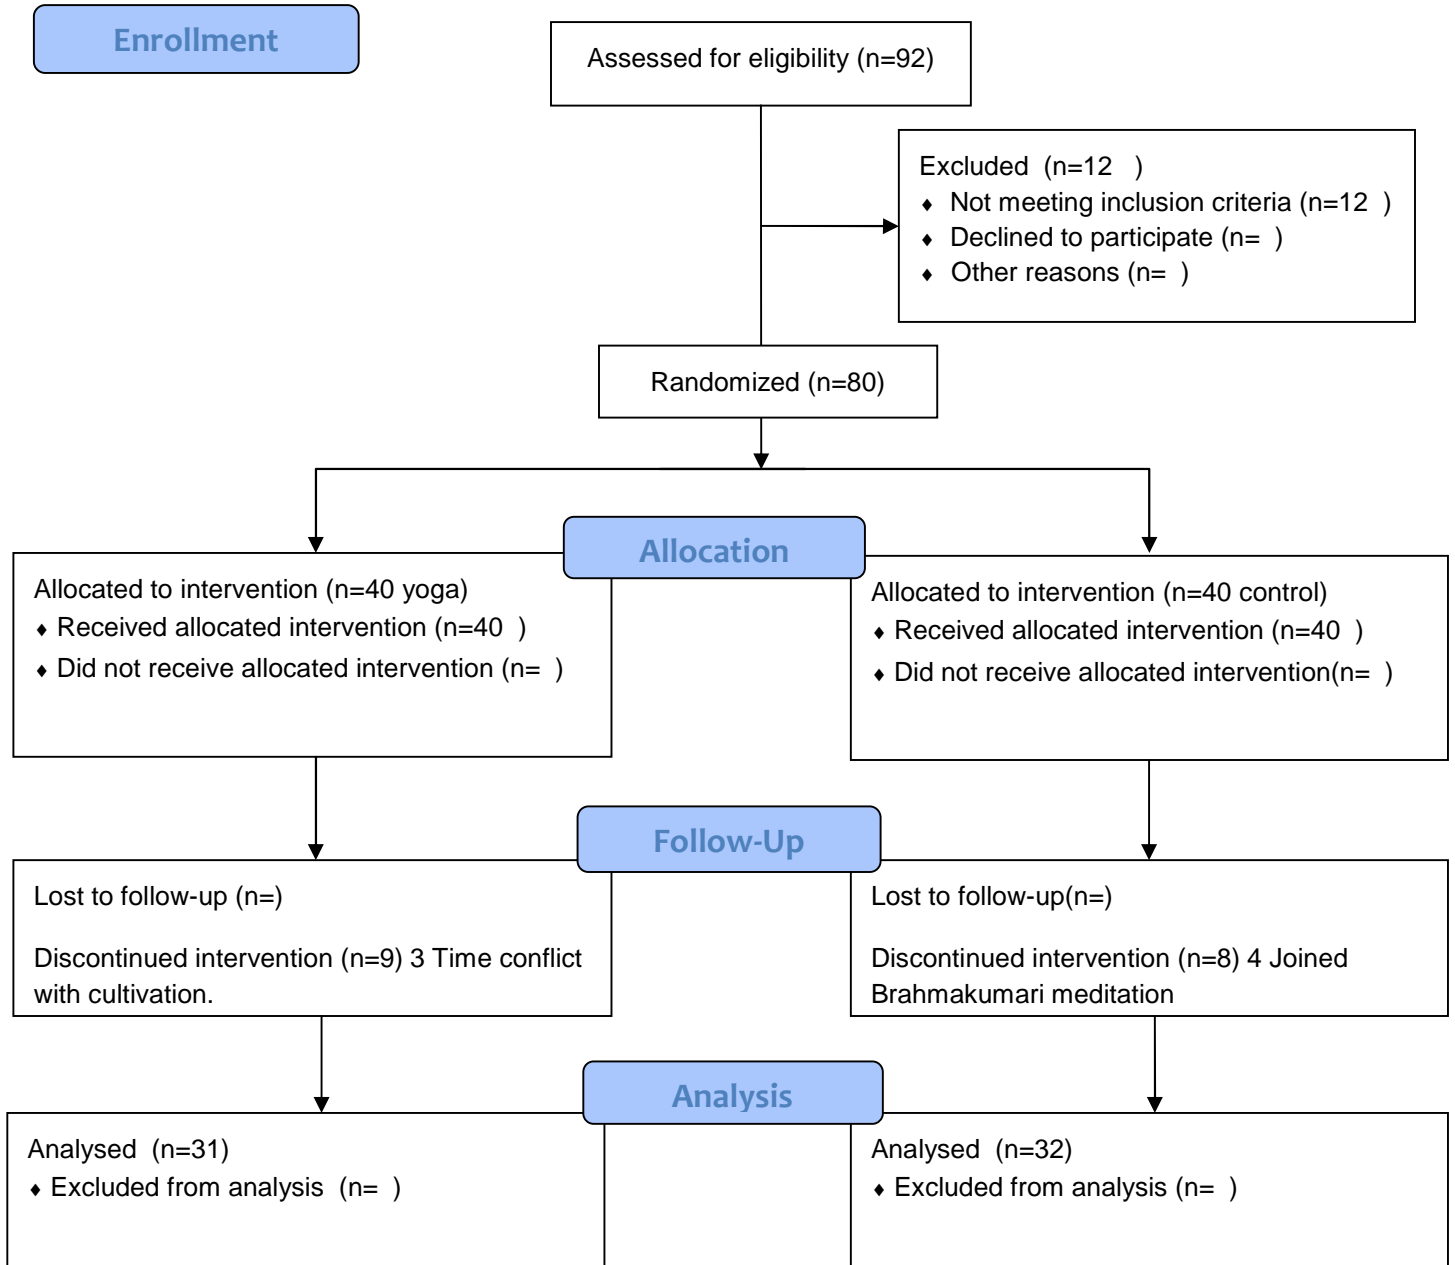 Enrollment
Assessed for eligibility (n=92)
Excluded  (n=12   )
♦ Not meeting inclusion criteria (n=12  )
♦ Declined to participate (n=  )
♦ Other reasons (n=  )
Randomized (n=80)
Allocation
Allocated to intervention (n=40 yoga)
♦ Received allocated intervention (n=40  )
♦ Did not receive allocated intervention (n=  )
Allocated to intervention (n=40 control)
♦ Received allocated intervention (n=40  )
♦ Did not receive allocated intervention(n=  )
Follow-Up
Lost to follow-up (n=)
Discontinued intervention (n=9) 3 Time conflict
with cultivation.
Lost to follow-up(n=)
Discontinued intervention (n=8) 4 Joined
Brahmakumari meditation
Analysis
Analysed  (n=31)
♦ Excluded from analysis  (n=  )
Analysed  (n=32)
♦ Excluded from analysis (n=  )